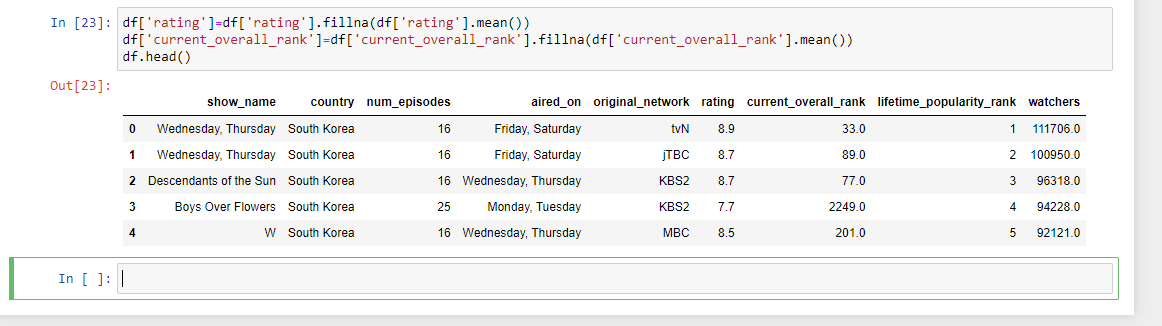 In [23]: df['rating']=df['rating'].fillna(df['rating'].mean())
df['current_overall_rank']=df['current_overall_rank'].fillna(df['current_overall_rank'].mean())
df.head()
Out[23]:
show_name country num_episodes aired_on original_network rating current_overall_rank lifetime_popularity_rank watchers
0 Wednesday, Thursday South Korea 16 Friday, Saturday tvN 8.9 33.0 1 111706.0
1 Wednesday, Thursday South Korea 16 Friday, Saturday jTBC 8.7 89.0 2 100950.0
2 Descendants of the Sun South Korea 16 Wednesday, Thursday KBS2 8.7 77.0 3 96318.0
3 Boys Over Flowers South Korea 25 Monday, Tuesday KBS2 7.7 2249.0 4 94228.0
4 W South Korea 16 Wednesday, Thursday MBC 8.5 201.0 5 92121.0
In [ ]: